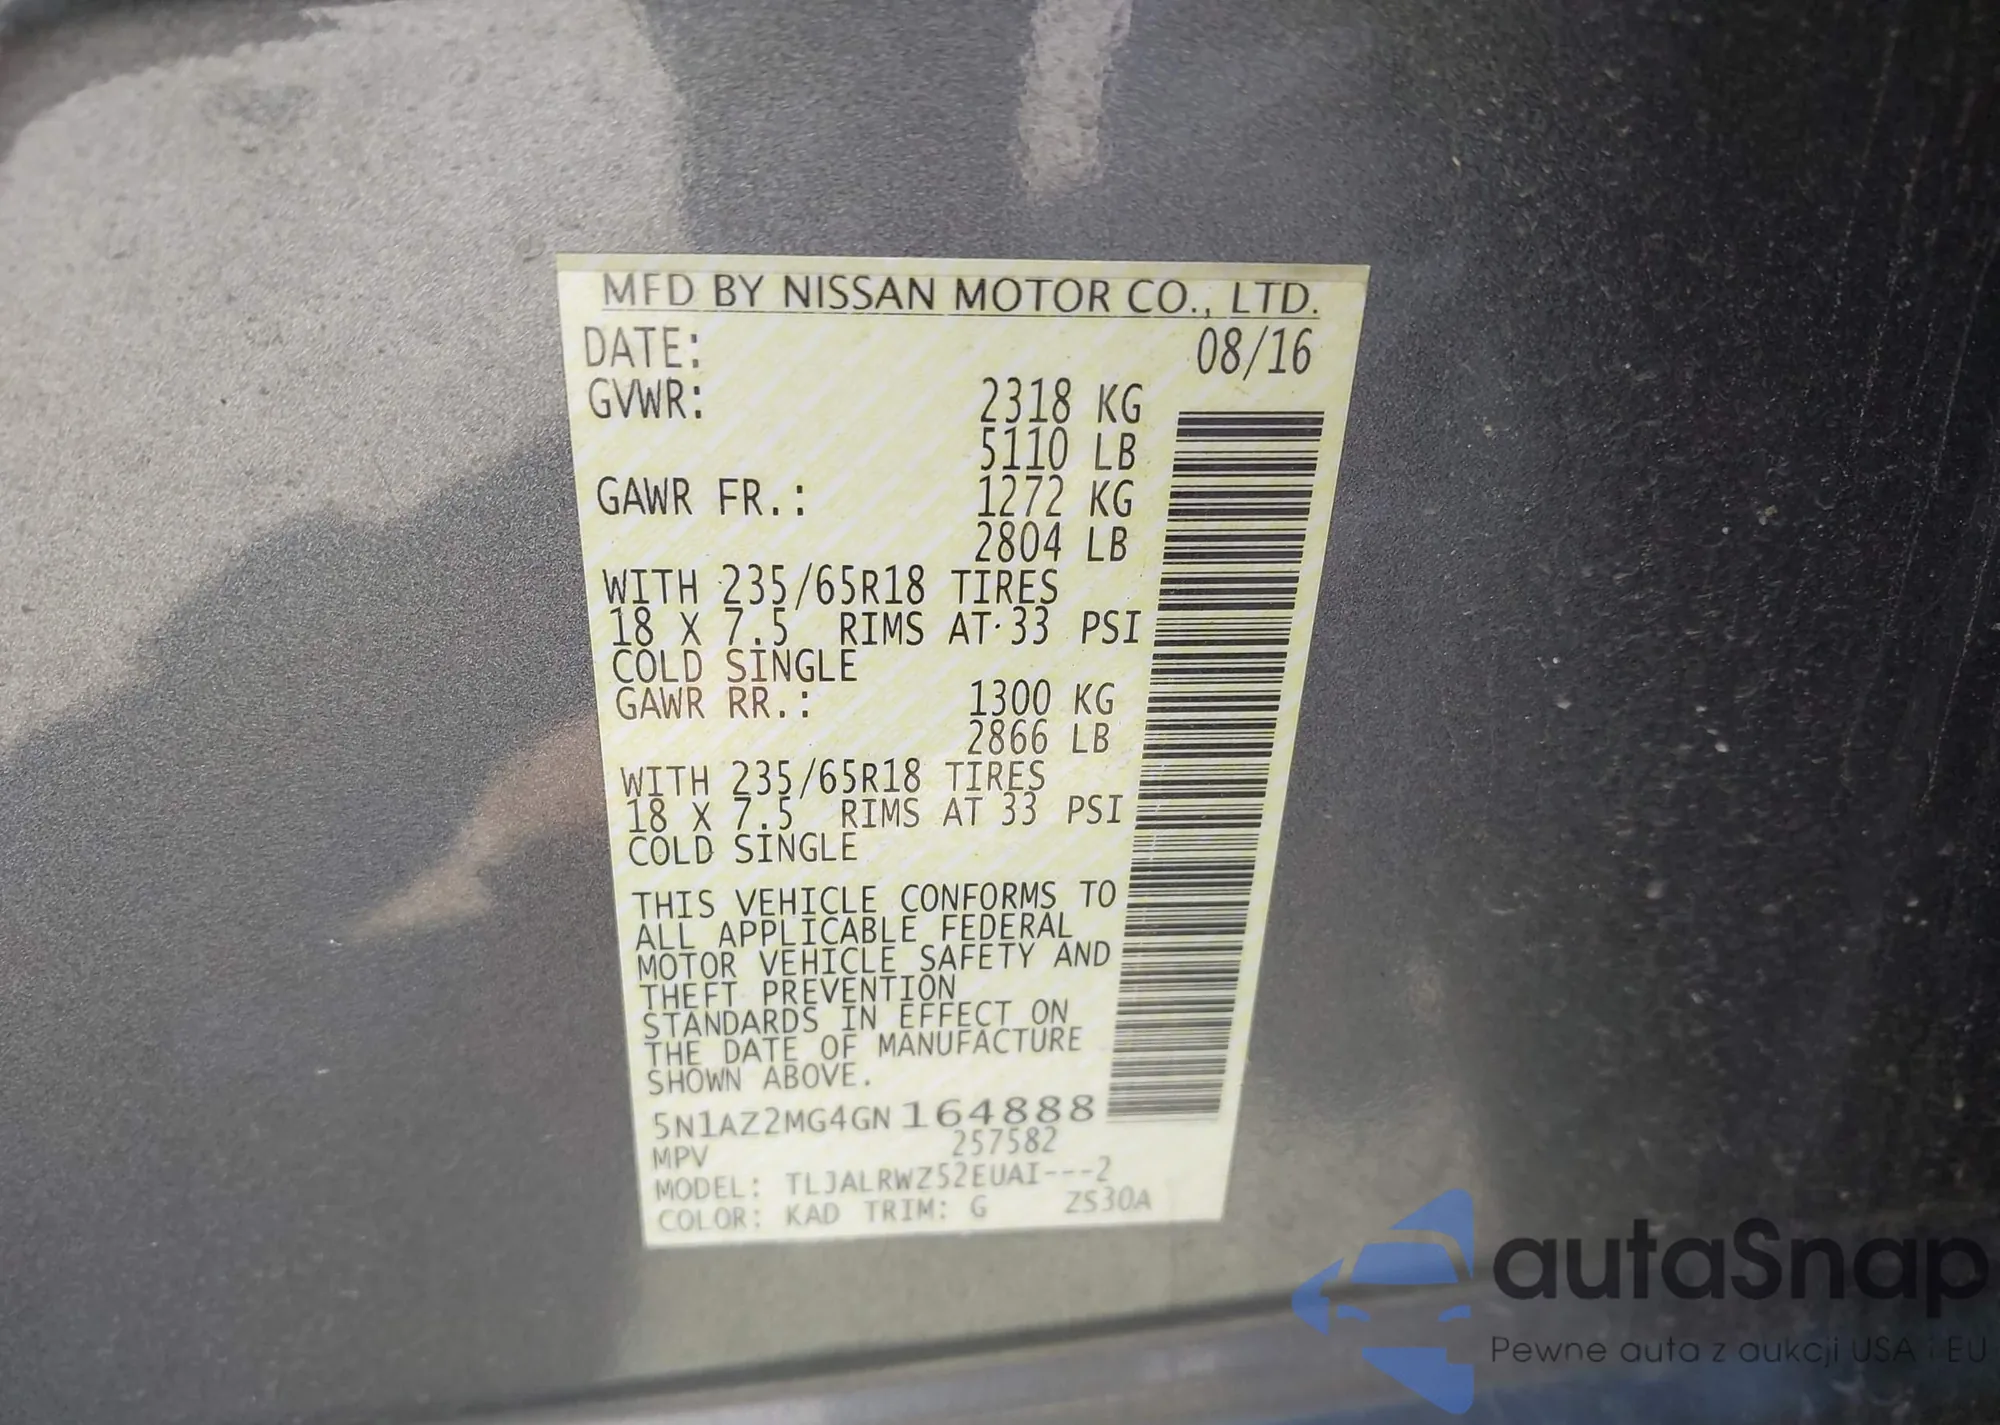 MFD BY NISSAN MOTOR CO., LTD.
DATE: 08/16
GVWR: 2318 KG
5110 LB
GAWR FR.: 1272 KG
2804 LB
WITH 235/65R18 TIRES
18 X 7.5 RIMS AT 33 PSI
COLD SINGLE
GAWR RR.: 1300 KG
2866 LB
WITH 235/65R18 TIRES
18 X 7.5 RIMS AT 33 PSI
COLD SINGLE
THIS VEHICLE CONFORMS TO
ALL APPLICABLE FEDERAL
MOTOR VEHICLE SAFETY AND
THEFT PREVENTION
STANDARDS IN EFFECT ON
THE DATE OF MANUFACTURE
SHOWN ABOVE.
5N1AZ2MG4GN164888
MPV 257582
MODEL: TLJALRWZ52EUAI---2
COLOR: KAD TRIM: G ZS30A
autaSnap
Pewne auta z aukcji USA i EU